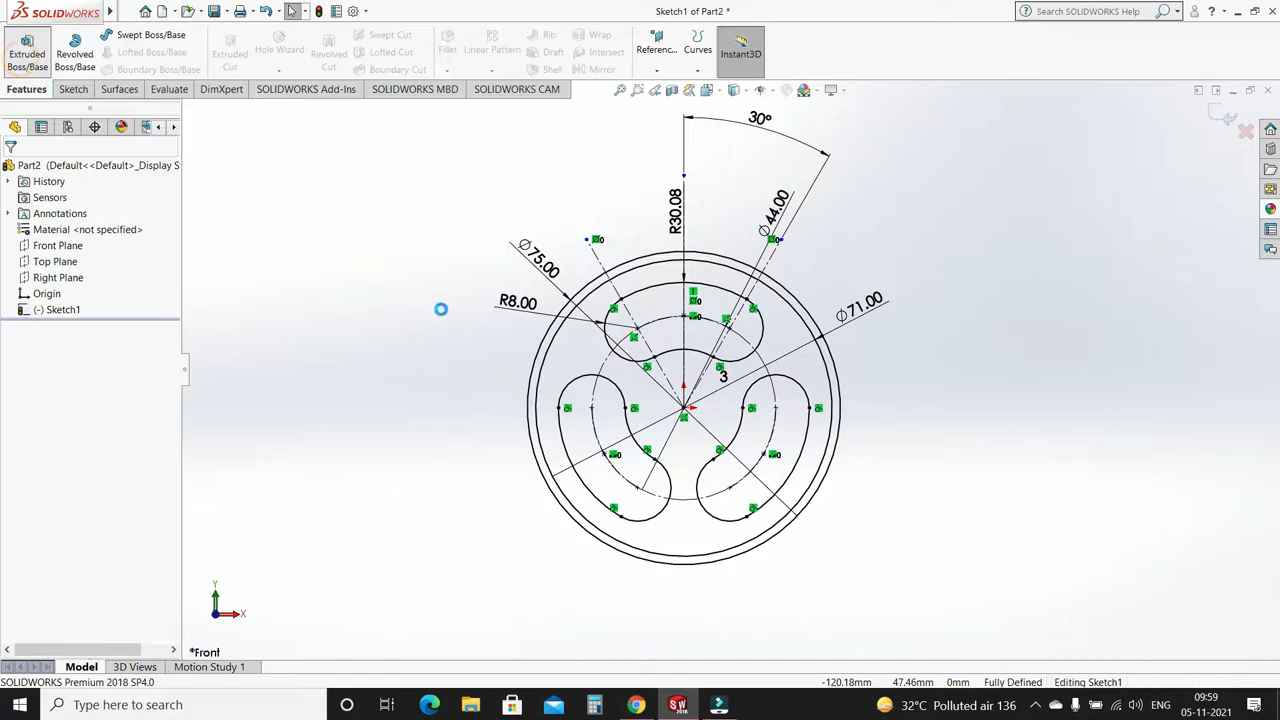 SOLIDWORKS
Sketch1 of Part2 *
Search SOLIDWORKS Help
Extruded Boss/Base
Revolved Boss/Base
Swept Boss/Base
Lofted Boss/Base
Boundary Boss/Base
Extruded Cut
Hole Wizard
Revolved Cut
Swept Cut
Lofted Cut
Boundary Cut
Fillet
Linear Pattern
Rib
Draft
Shell
Wrap
Intersect
Mirror
Referenc...
Curves
Instant3D
Features
Sketch
Surfaces
Evaluate
DimXpert
SOLIDWORKS Add-Ins
SOLIDWORKS MBD
SOLIDWORKS CAM
Part2 (Default<<Default>_Display S
History
Sensors
Annotations
Material <not specified>
Front Plane
Top Plane
Right Plane
Origin
(-) Sketch1
30°
R30.08
Ø44.00
Ø75.00
R8.00
Ø71.00
3
Y
X
*Front
Model
3D Views
Motion Study 1
SOLIDWORKS Premium 2018 SP4.0
-120.18mm
47.46mm
0mm
Fully Defined
Editing Sketch1
Type here to search
32°C Polluted air 136
ENG
09:59
05-11-2021